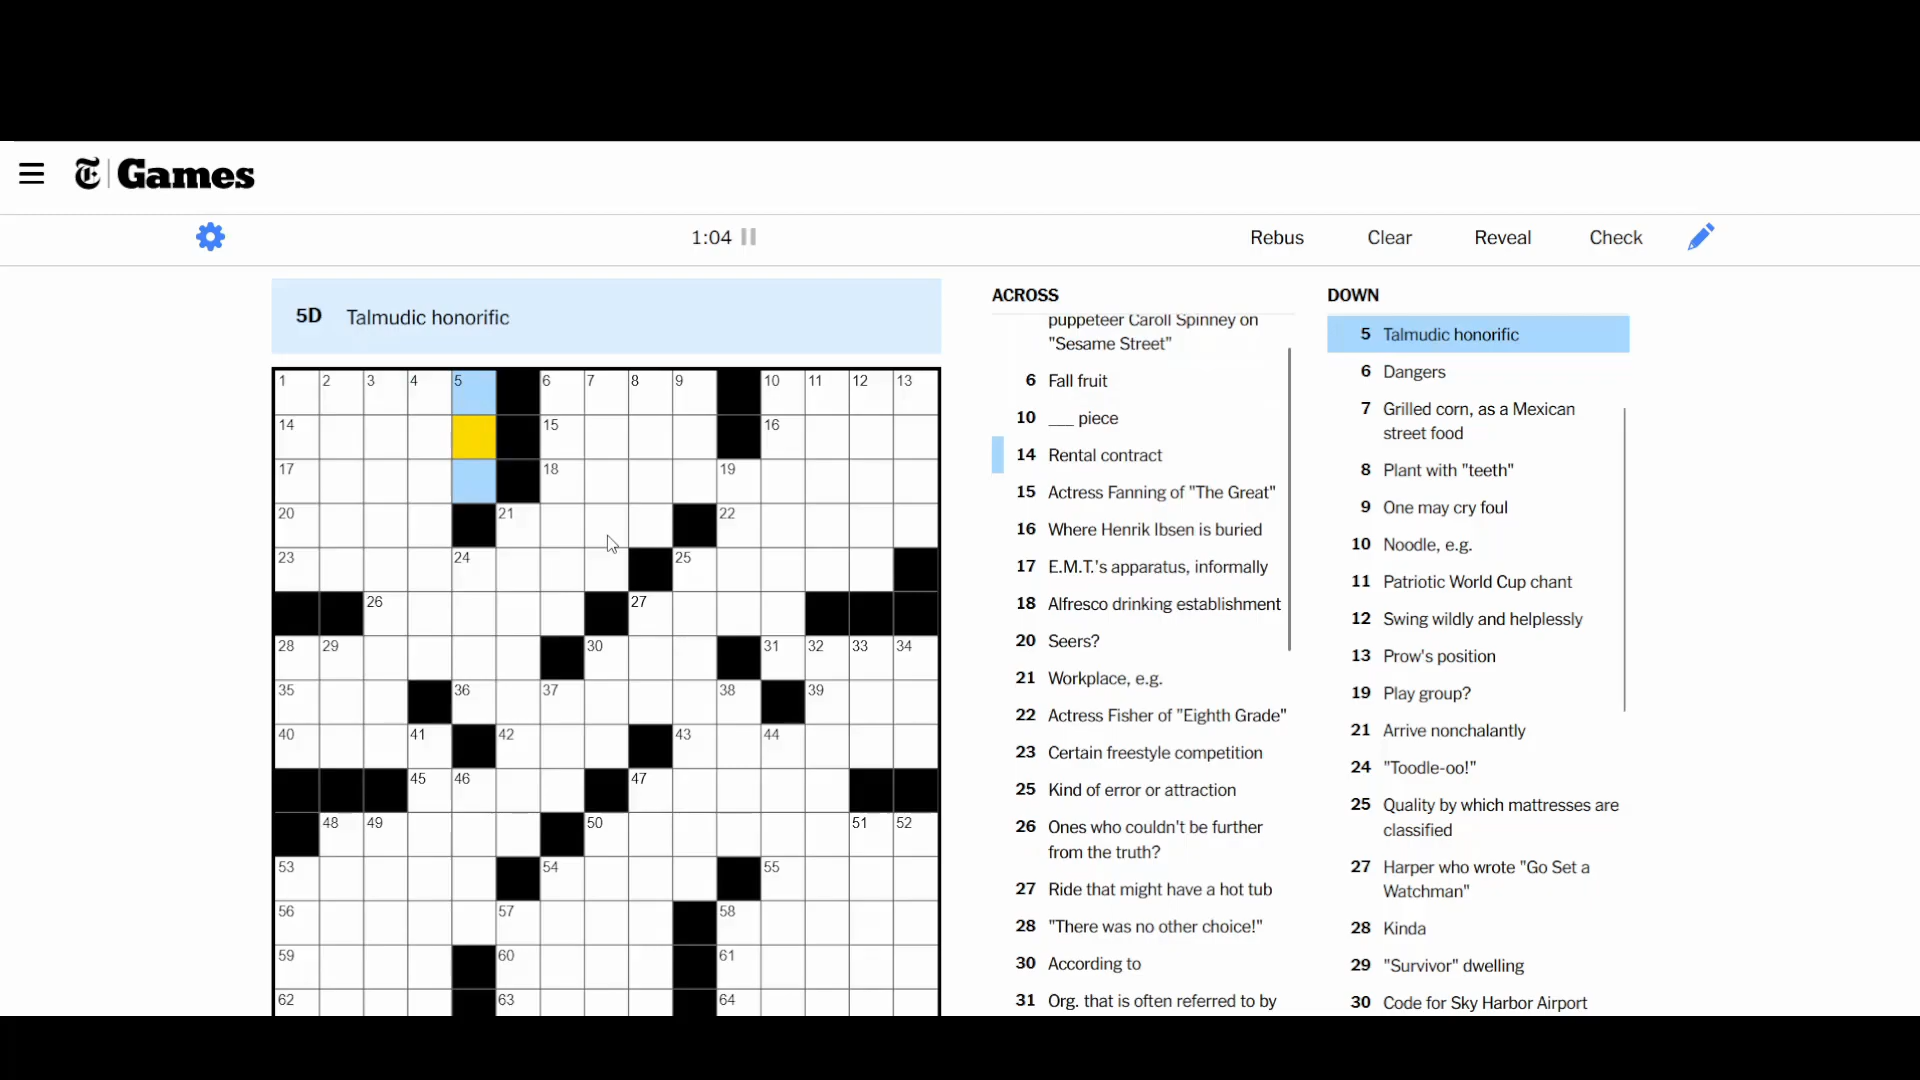 T Games
1:04
Rebus
Clear
Reveal
Check
5D Talmudic honorific
1 2 3 4 5 6 7 8 9 10 11 12 13
14 15 16
17 18 19
20 21 22
23 24 25
26 27
28 29 30 31 32 33 34
35 36 37 38 39
40 41 42 43 44
45 46 47
48 49 50 51 52
53 54 55
56 57 58
59 60 61
62 63 64
ACROSS
puppeteer Caroll Spinney on
"Sesame Street"
6 Fall fruit
10 ___ piece
14 Rental contract
15 Actress Fanning of "The Great"
16 Where Henrik Ibsen is buried
17 E.M.T.'s apparatus, informally
18 Alfresco drinking establishment
20 Seers?
21 Workplace, e.g.
22 Actress Fisher of "Eighth Grade"
23 Certain freestyle competition
25 Kind of error or attraction
26 Ones who couldn't be further
from the truth?
27 Ride that might have a hot tub
28 "There was no other choice!"
30 According to
31 Org. that is often referred to by
DOWN
5 Talmudic honorific
6 Dangers
7 Grilled corn, as a Mexican
street food
8 Plant with "teeth"
9 One may cry foul
10 Noodle, e.g.
11 Patriotic World Cup chant
12 Swing wildly and helplessly
13 Prow's position
19 Play group?
21 Arrive nonchalantly
24 "Toodle-oo!"
25 Quality by which mattresses are
classified
27 Harper who wrote "Go Set a
Watchman"
28 Kinda
29 "Survivor" dwelling
30 Code for Sky Harbor Airport